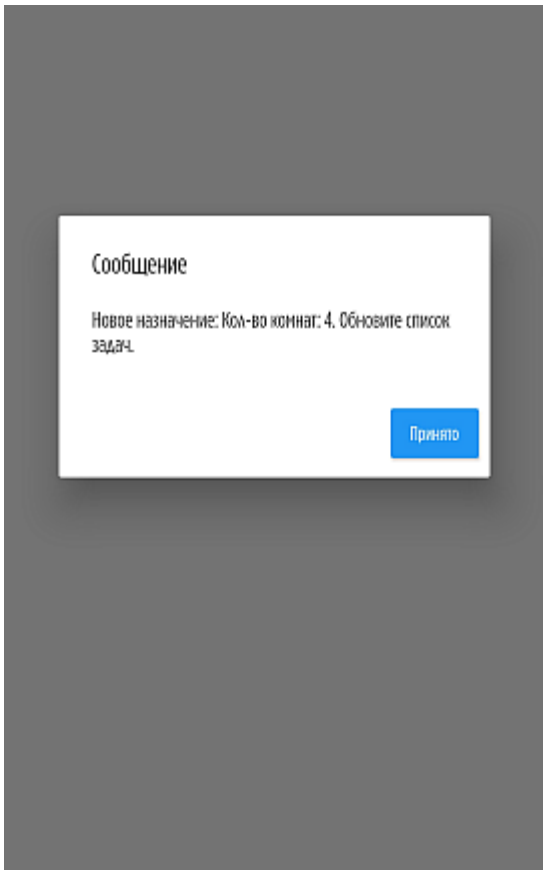 Сообщение
Новое назначение: Кол-во комнат: 4. Обновите список
задач.
Принято